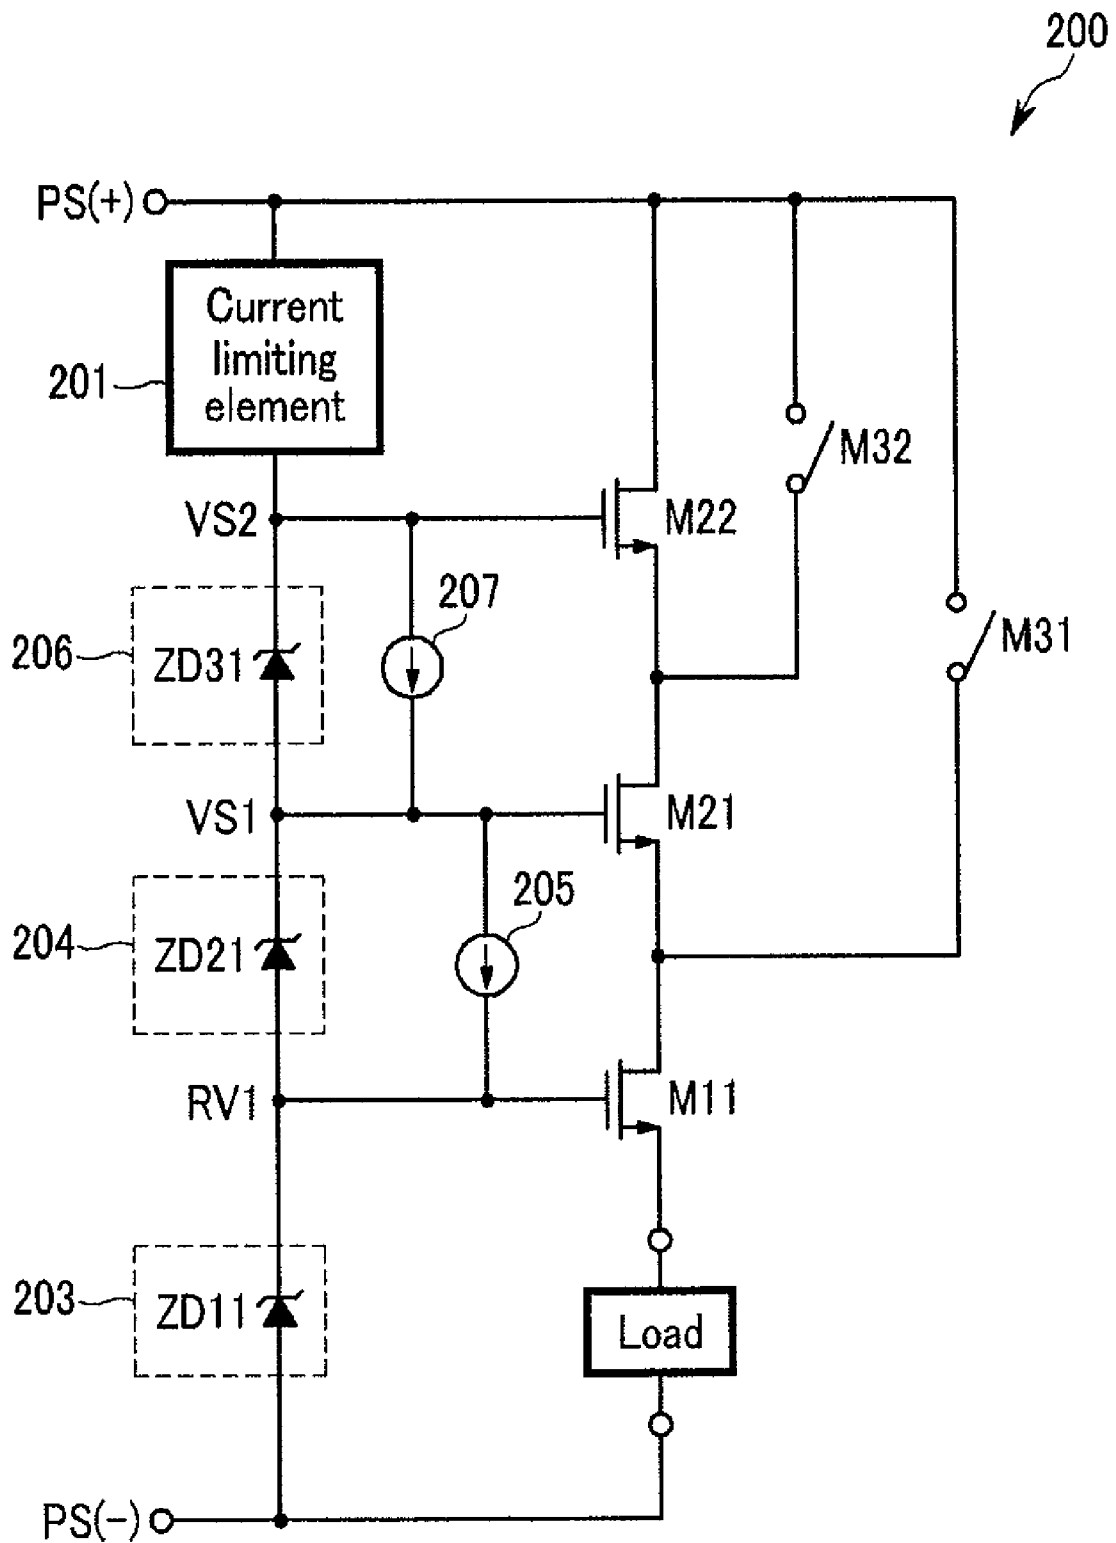 200
PS(+)
Current
limiting
element
201
M32
VS2
M22
207
206
ZD31
M31
VS1
M21
205
204
ZD21
RV1
M11
203
ZD11
Load
PS(-)